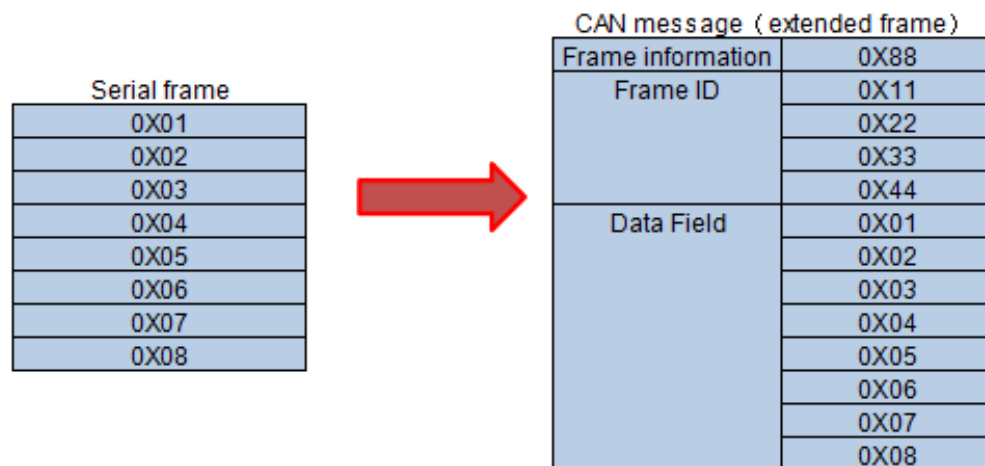 Serial frame
0X01
0X02
0X03
0X04
0X05
0X06
0X07
0X08
CAN message（extended frame）
Frame information 0X88
Frame ID 0X11
0X22
0X33
0X44
Data Field 0X01
0X02
0X03
0X04
0X05
0X06
0X07
0X08